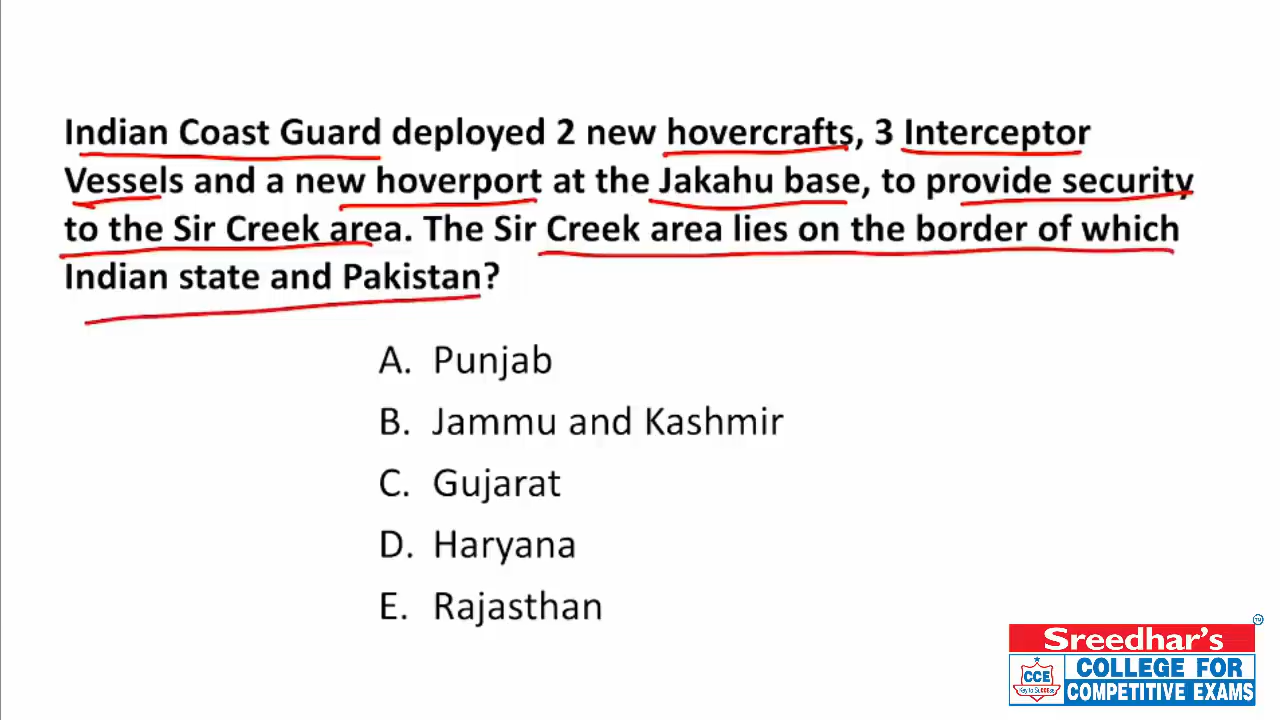 Indian Coast Guard deployed 2 new hovercrafts, 3 Interceptor
Vessels and a new hoverport at the Jakahu base, to provide security
to the Sir Creek area. The Sir Creek area lies on the border of which
Indian state and Pakistan?
A. Punjab
B. Jammu and Kashmir
C. Gujarat
D. Haryana
E. Rajasthan
TM
Sreedhar's
CCE
COLLEGE FOR
COMPETITIVE EXAMS